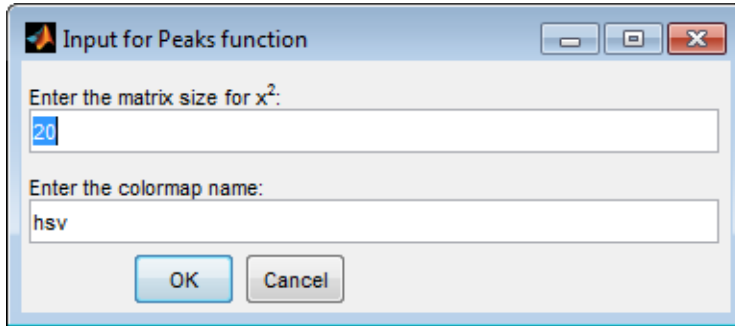 Input for Peaks function
Enter the matrix size for x²:
20
Enter the colormap name:
hsv
OK Cancel